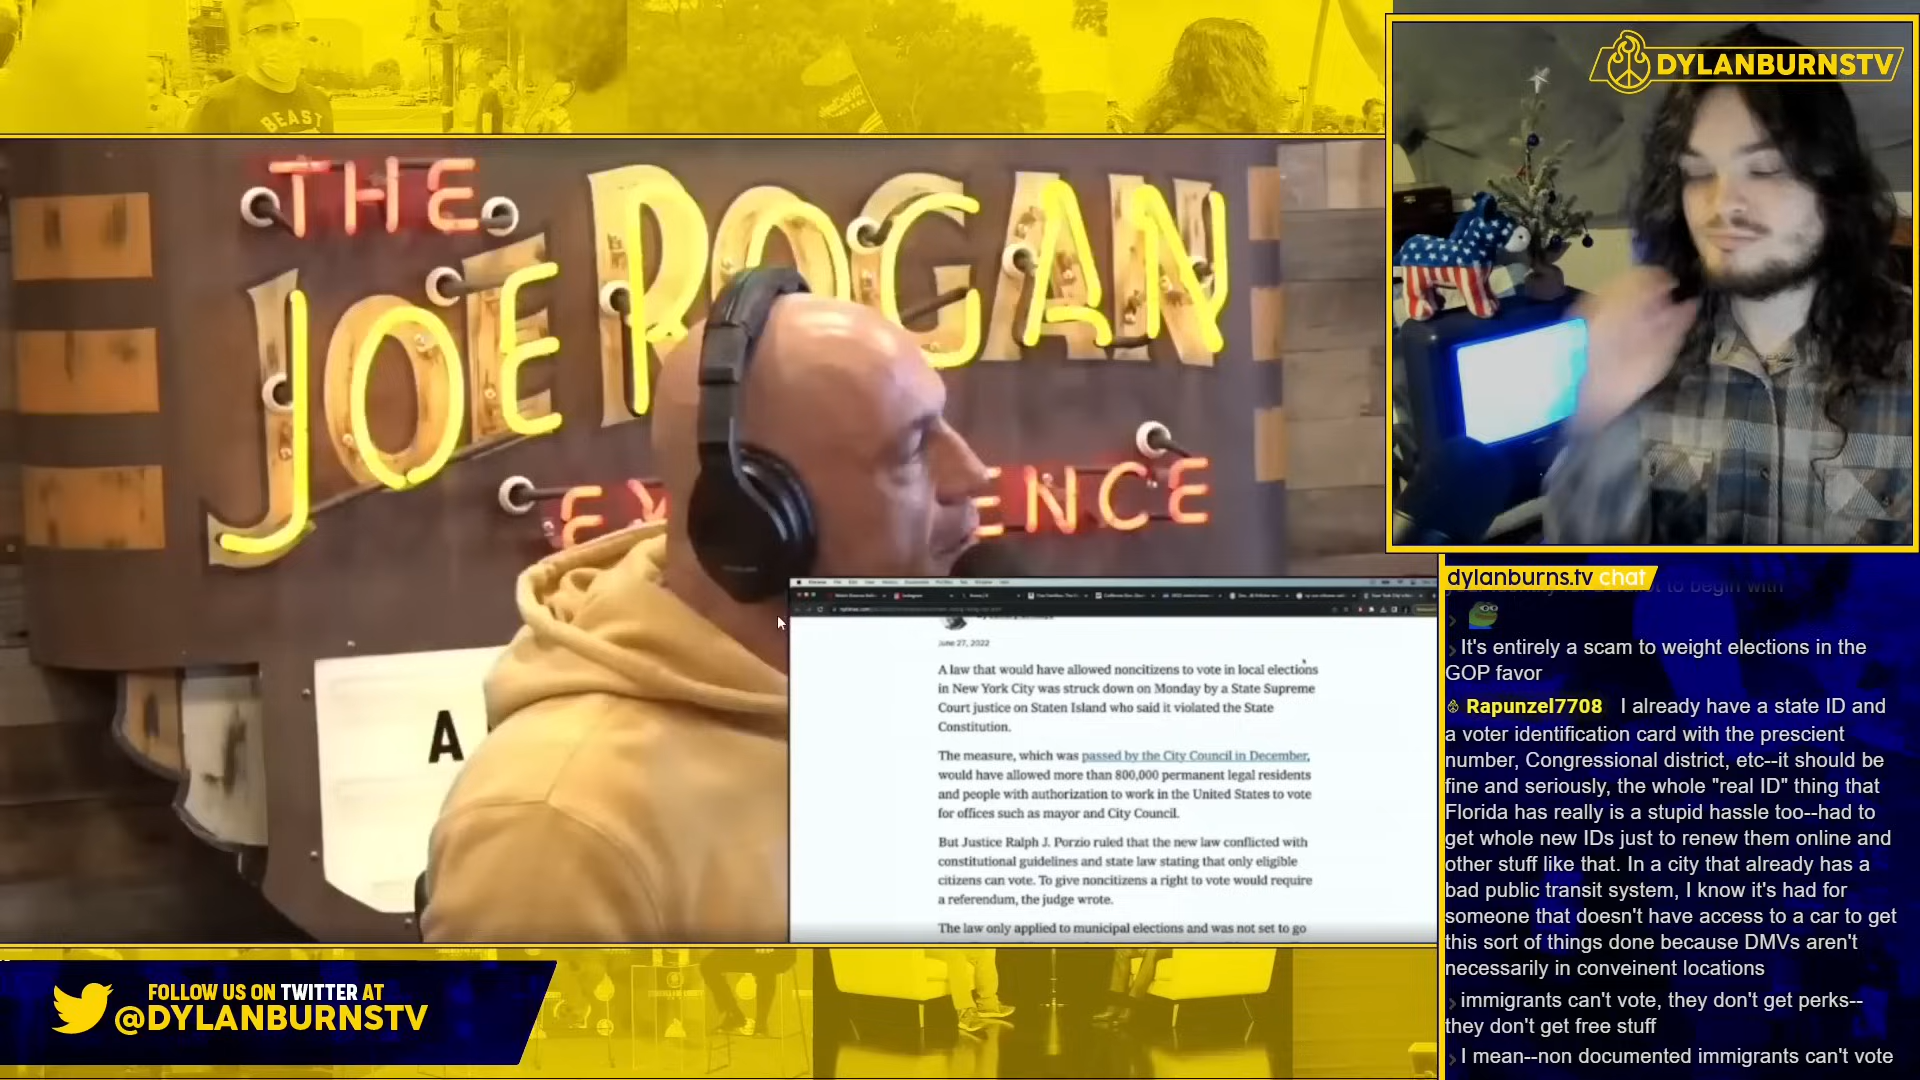 BEAST
THE
JOE ROGAN
EX ENCE
A
June 27, 2022
A law that would have allowed noncitizens to vote in local elections
in New York City was struck down on Monday by a State Supreme
Court justice on Staten Island who said it violated the State
Constitution.
The measure, which was passed by the City Council in December,
would have allowed more than 800,000 permanent legal residents
and people with authorization to work in the United States to vote
for offices such as mayor and City Council.
But Justice Ralph J. Porzio ruled that the new law conflicted with
constitutional guidelines and state law stating that only eligible
citizens can vote. To give noncitizens a right to vote would require
a referendum, the judge wrote.
The law only applied to municipal elections and was not set to go
FOLLOW US ON TWITTER AT
@DYLANBURNSTV
DYLANBURNSTV
dylanburns.tv chat
to begin with
It's entirely a scam to weight elections in the
GOP favor
Rapunzel7708 I already have a state ID and
a voter identification card with the prescient
number, Congressional district, etc--it should be
fine and seriously, the whole "real ID" thing that
Florida has really is a stupid hassle too--had to
get whole new IDs just to renew them online and
other stuff like that. In a city that already has a
bad public transit system, I know it's had for
someone that doesn't have access to a car to get
this sort of things done because DMVs aren't
necessarily in conveinent locations
immigrants can't vote, they don't get perks--
they don't get free stuff
I mean--non documented immigrants can't vote